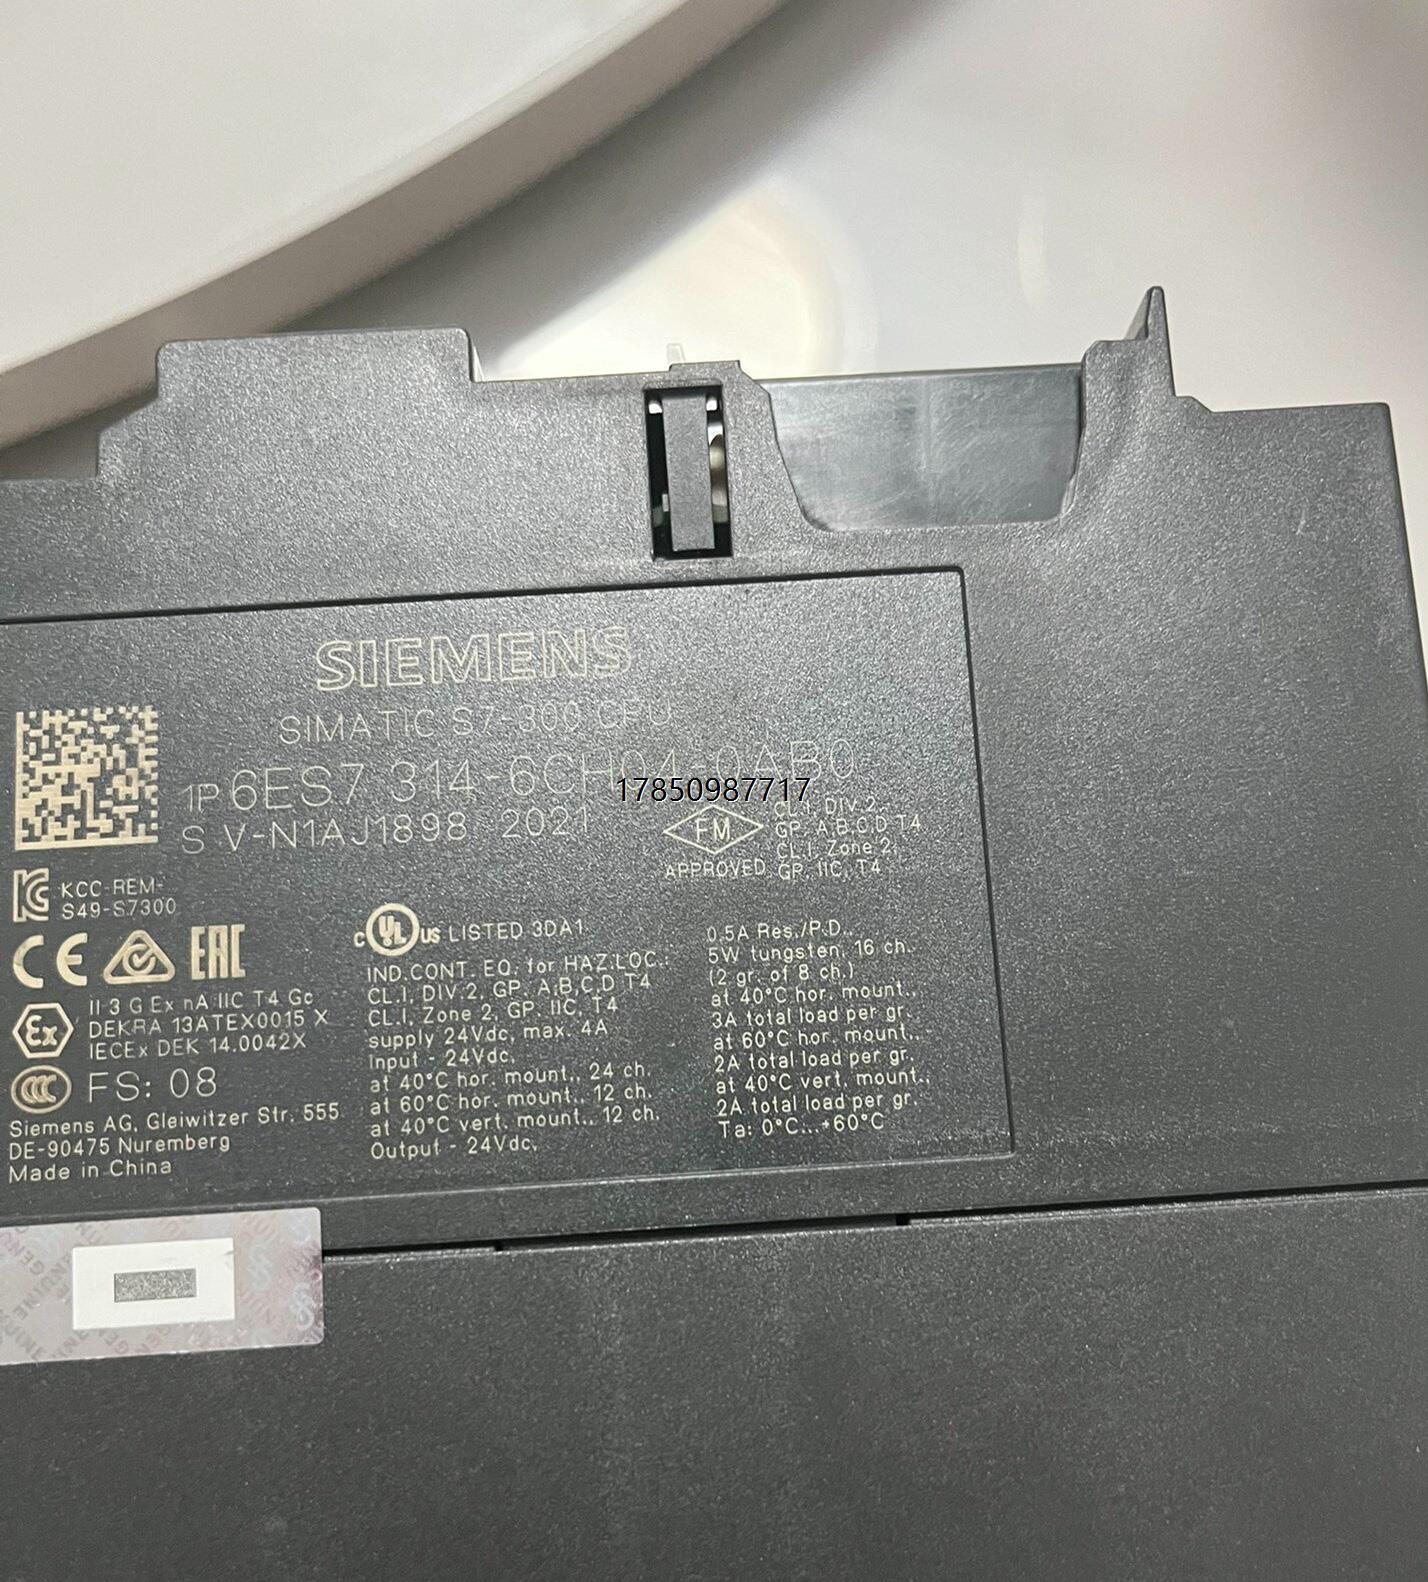 SIEMENS
SIMATIC S7-300 CPU
1P 6ES7 314-6CH04-0AB0
17850987717
S V-N1AJ1898 2021
FM
APPROVED
CL.I, DIV.2,
GP. A,B,C,D T4
CL.I, Zone 2,
GP. IIC, T4
KCC-REM-
S49-S7300
CE
EAC
II 3 G Ex nA IIC T4 Gc
DEKRA 13ATEX0015 X
IECEx DEK 14.0042X
Ex
CCC
FS: 08
Siemens AG, Gleiwitzer Str. 555
DE-90475 Nuremberg
Made in China
c UL us LISTED 3DA1
IND.CONT. EQ. for HAZ.LOC.:
CL.I, DIV.2, GP. A,B,C,D T4
CL.I, Zone 2, GP. IIC, T4
supply 24Vdc, max. 4A
Input - 24Vdc,
at 40°C hor. mount., 24 ch.
at 60°C hor. mount., 12 ch.
at 40°C vert. mount., 12 ch.
Output - 24Vdc,
0.5A Res./P.D.,
5W tungsten, 16 ch.
(2 gr. of 8 ch.)
at 40°C hor. mount.,
3A total load per gr.
at 60°C hor. mount.,
2A total load per gr.
at 40°C vert. mount.,
2A total load per gr.
Ta: 0°C...+60°C
GENUINE